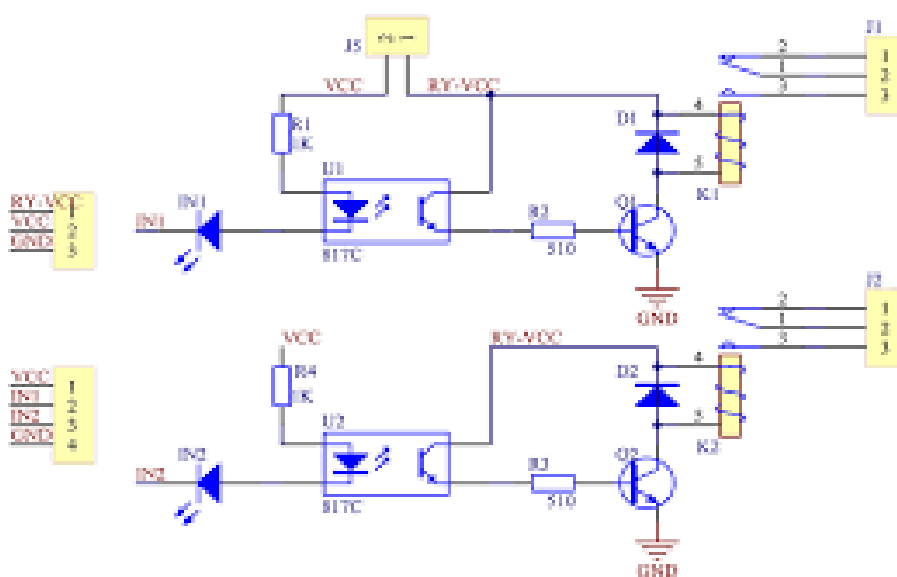 J5
2 1
VCC
RY-VCC
R1
1K
U1
817C
IN1
IN1
RY-VCC
VCC
GND
1
2
3
R2
510
Q1
D1
GND
4
5
K1
J1
2
1
3
1
2
3
VCC
RY-VCC
R4
1K
U2
817C
IN2
IN2
VCC
IN1
IN2
GND
1
2
3
4
R3
510
Q2
D2
GND
4
5
K2
J2
2
1
3
1
2
3